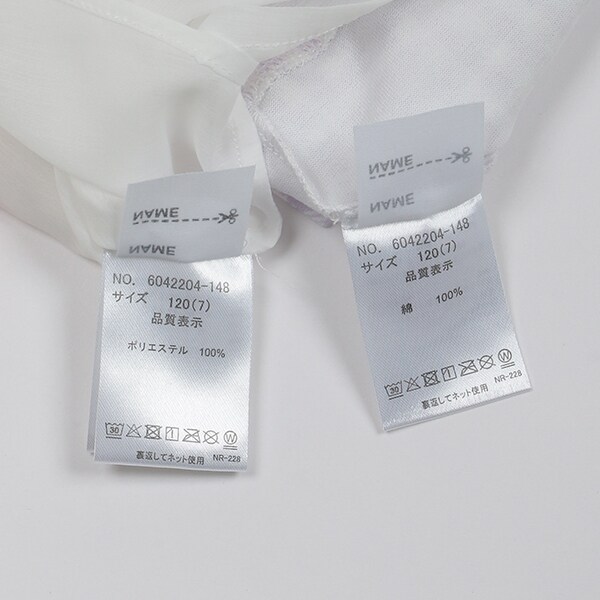 NAME
NAME
NO. 6042204-148
サイズ 120(7)
品質表示
ポリエステル 100%
30
裏返してネット使用 NR-228
NAME
NAME
NO. 6042204-148
サイズ 120(7)
品質表示
綿 100%
30
裏返してネット使用 NR-228